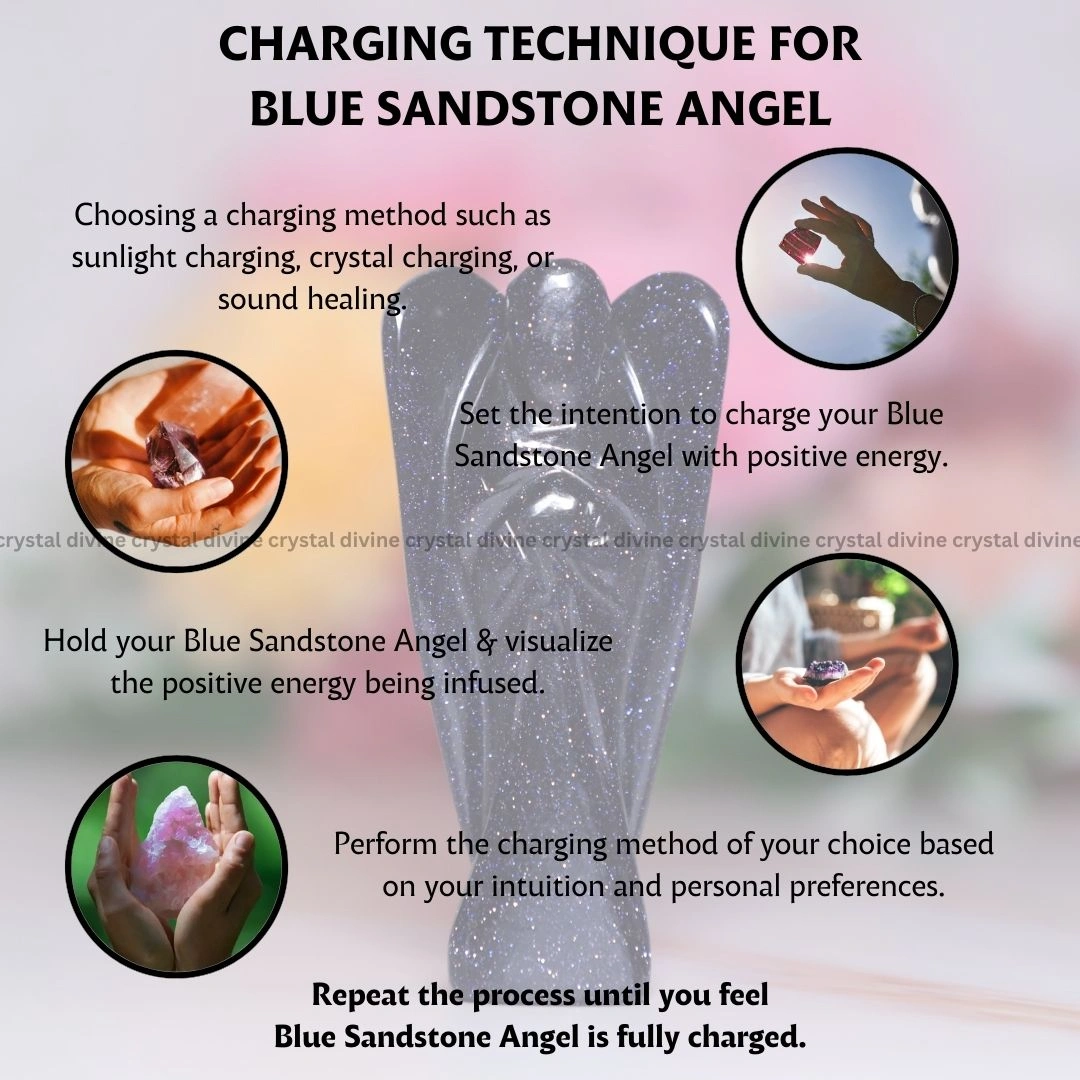 CHARGING TECHNIQUE FOR
BLUE SANDSTONE ANGEL
Choosing a charging method such as
sunlight charging, crystal charging, or
sound healing.
Set the intention to charge your Blue
Sandstone Angel with positive energy.
crystal divine crystal divine crystal divine crystal divine crystal divine crystal divine crystal divine crystal divine
Hold your Blue Sandstone Angel & visualize
the positive energy being infused.
Perform the charging method of your choice based
on your intuition and personal preferences.
Repeat the process until you feel
Blue Sandstone Angel is fully charged.